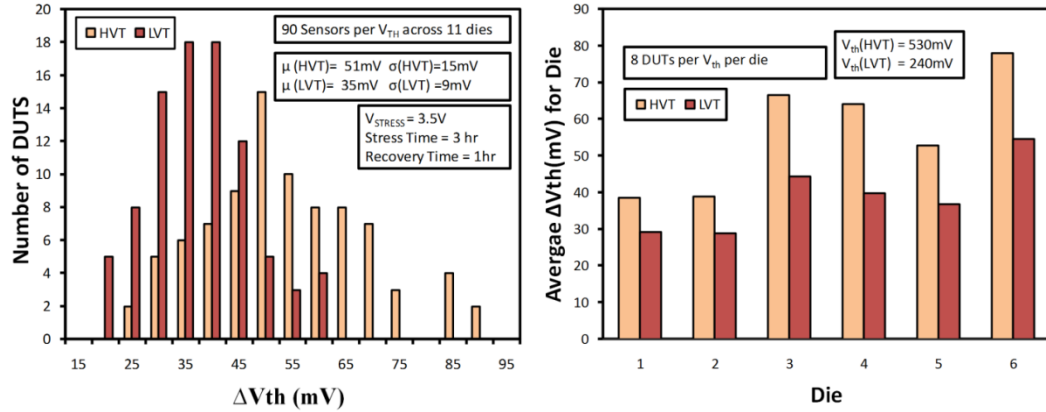 HVT LVT
90 Sensors per VTH across 11 dies
μ (HVT)= 51mV σ(HVT)=15mV
μ (LVT)= 35mV σ(LVT) =9mV
VSTRESS = 3.5V
Stress Time = 3 hr
Recovery Time = 1hr
Number of DUTS
20
18
16
14
12
10
8
6
4
2
0
15 25 35 45 55 65 75 85 95
ΔVth (mV)
8 DUTs per Vth per die
Vth(HVT) = 530mV
Vth(LVT) = 240mV
HVT LVT
Avergae ΔVth(mV) for Die
90
80
70
60
50
40
30
20
10
0
1 2 3 4 5 6
Die